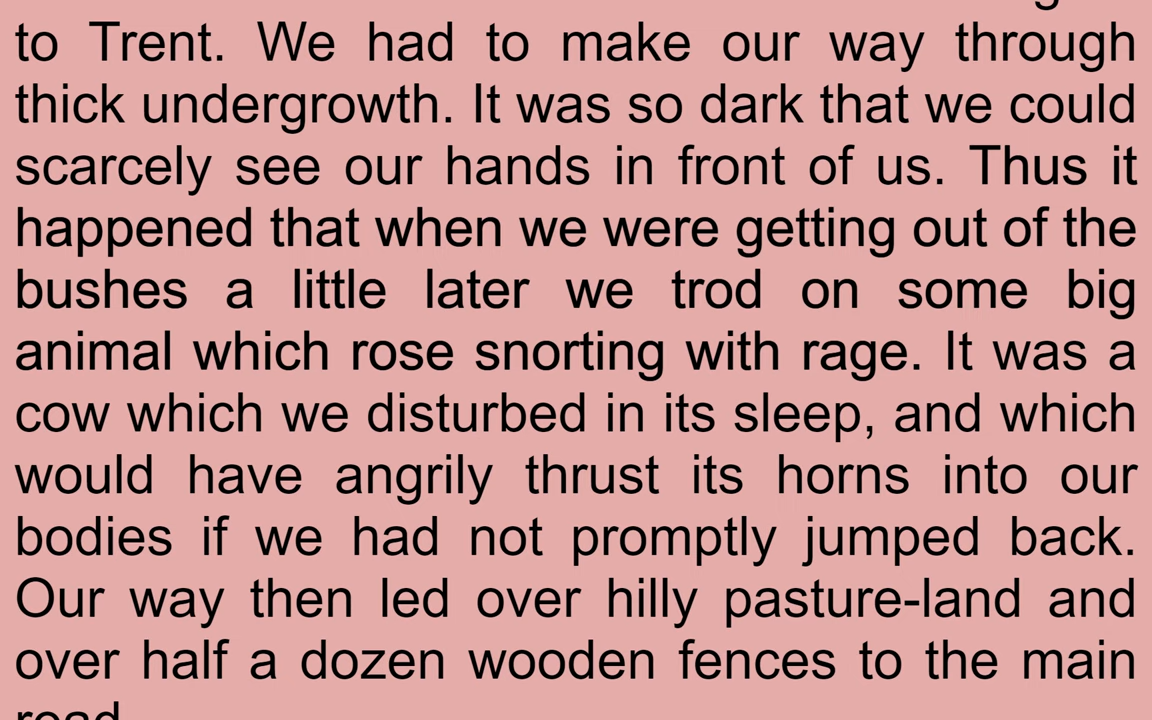 to Trent. We had to make our way through
thick undergrowth. It was so dark that we could
scarcely see our hands in front of us. Thus it
happened that when we were getting out of the
bushes a little later we trod on some big
animal which rose snorting with rage. It was a
cow which we disturbed in its sleep, and which
would have angrily thrust its horns into our
bodies if we had not promptly jumped back.
Our way then led over hilly pasture-land and
over half a dozen wooden fences to the main
road.